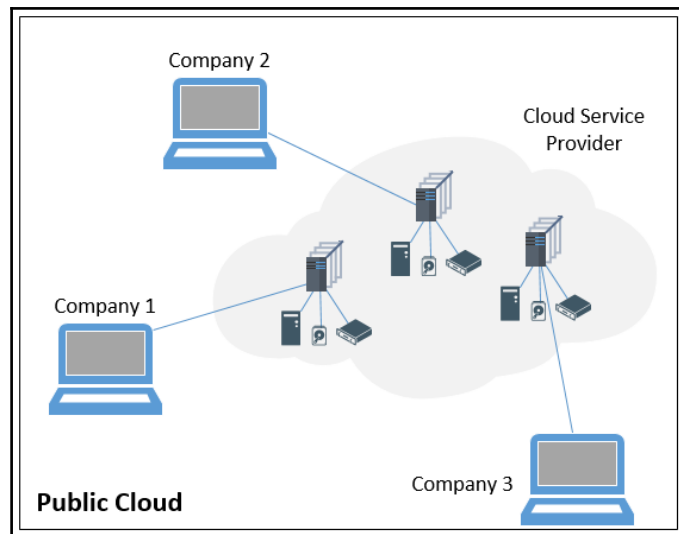 Company 2
Cloud Service
Provider
Company 1
Company 3
Public Cloud